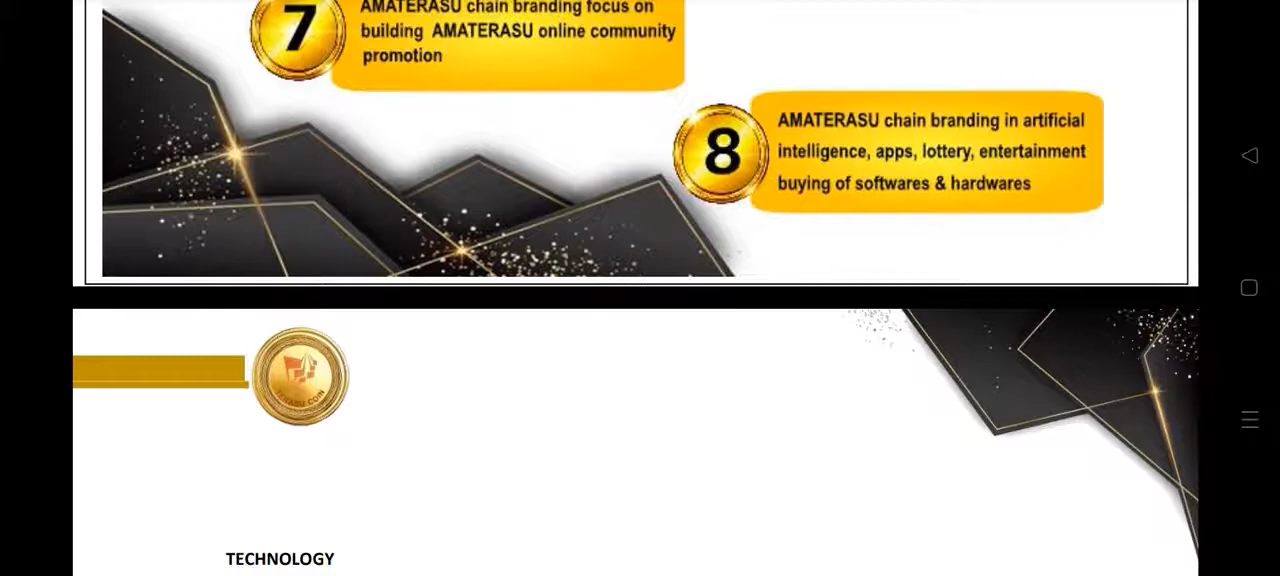 7
AMATERASU chain branding focus on
building AMATERASU online community
promotion
8
AMATERASU chain branding in artificial
intelligence, apps, lottery, entertainment
buying of softwares & hardwares
TECHNOLOGY